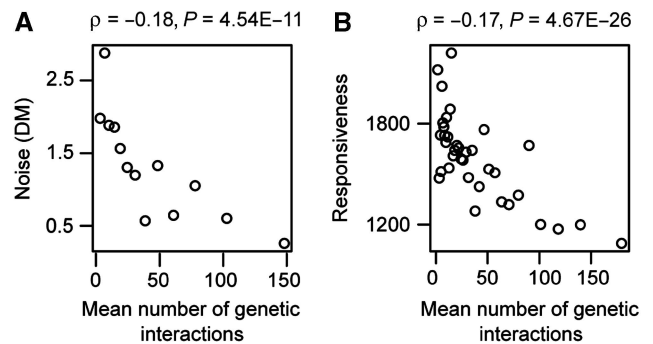 A
ρ = −0.18, P = 4.54E−11
Noise (DM)
2.5
1.5
0.5
0 50 100 150
Mean number of genetic
interactions
B
ρ = −0.17, P = 4.67E−26
Responsiveness
1800
1200
0 50 100 150
Mean number of genetic
interactions